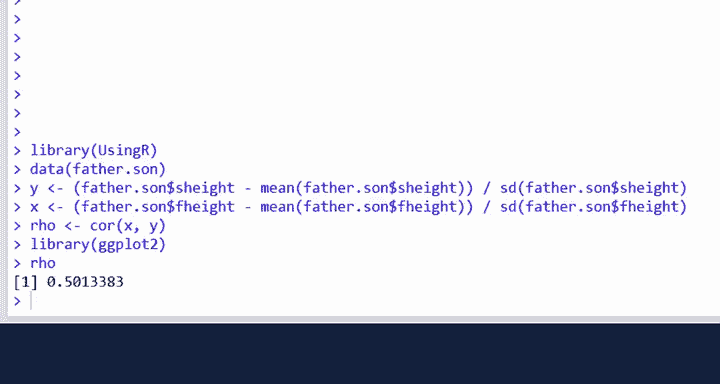 >
>
>
>
>
>
>
>
> library(UsingR)
> data(father.son)
> y <- (father.son$sheight - mean(father.son$sheight)) / sd(father.son$sheight)
> x <- (father.son$fheight - mean(father.son$fheight)) / sd(father.son$fheight)
> rho <- cor(x, y)
> library(ggplot2)
> rho
[1] 0.5013383
>